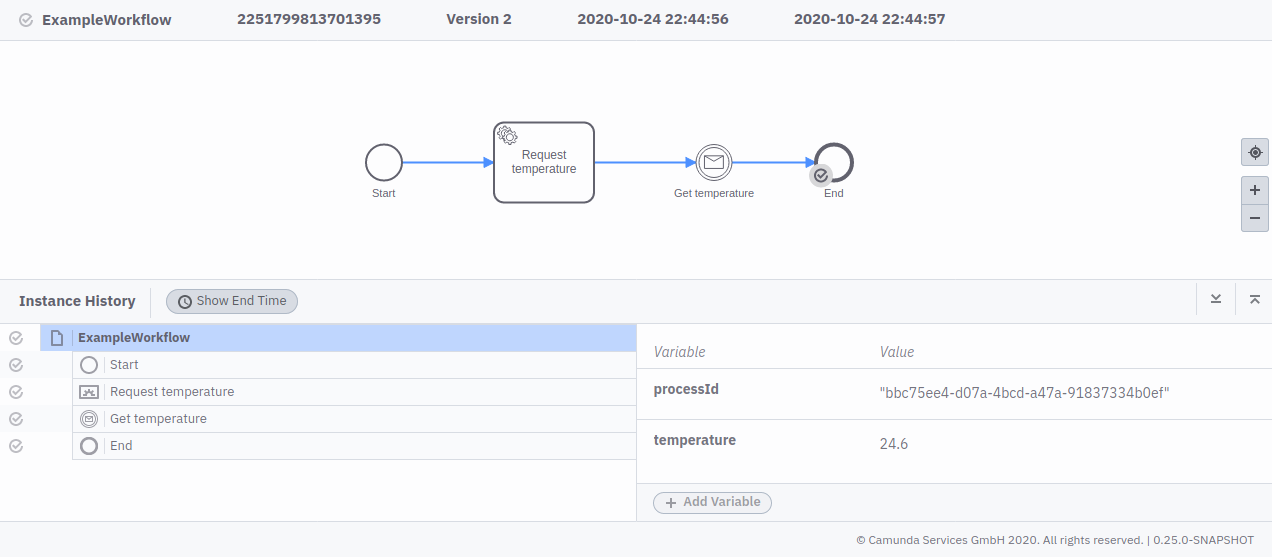 ExampleWorkflow 2251799813701395 Version 2 2020-10-24 22:44:56 2020-10-24 22:44:57
Request
temperature
Start Get temperature End
Instance History Show End Time
ExampleWorkflow
Start
Request temperature
Get temperature
End
Variable Value
processId "bbc75ee4-d07a-4bcd-a47a-91837334b0ef"
temperature 24.6
Add Variable
© Camunda Services GmbH 2020. All rights reserved. | 0.25.0-SNAPSHOT